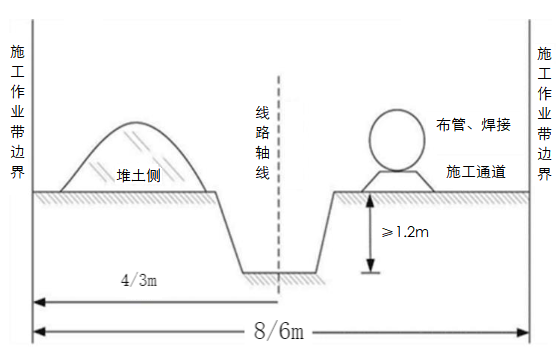 施工作业带边界
线路轴线
施工作业带边界
布管、焊接
堆土侧
施工通道
≥1.2m
4/3m
8/6m